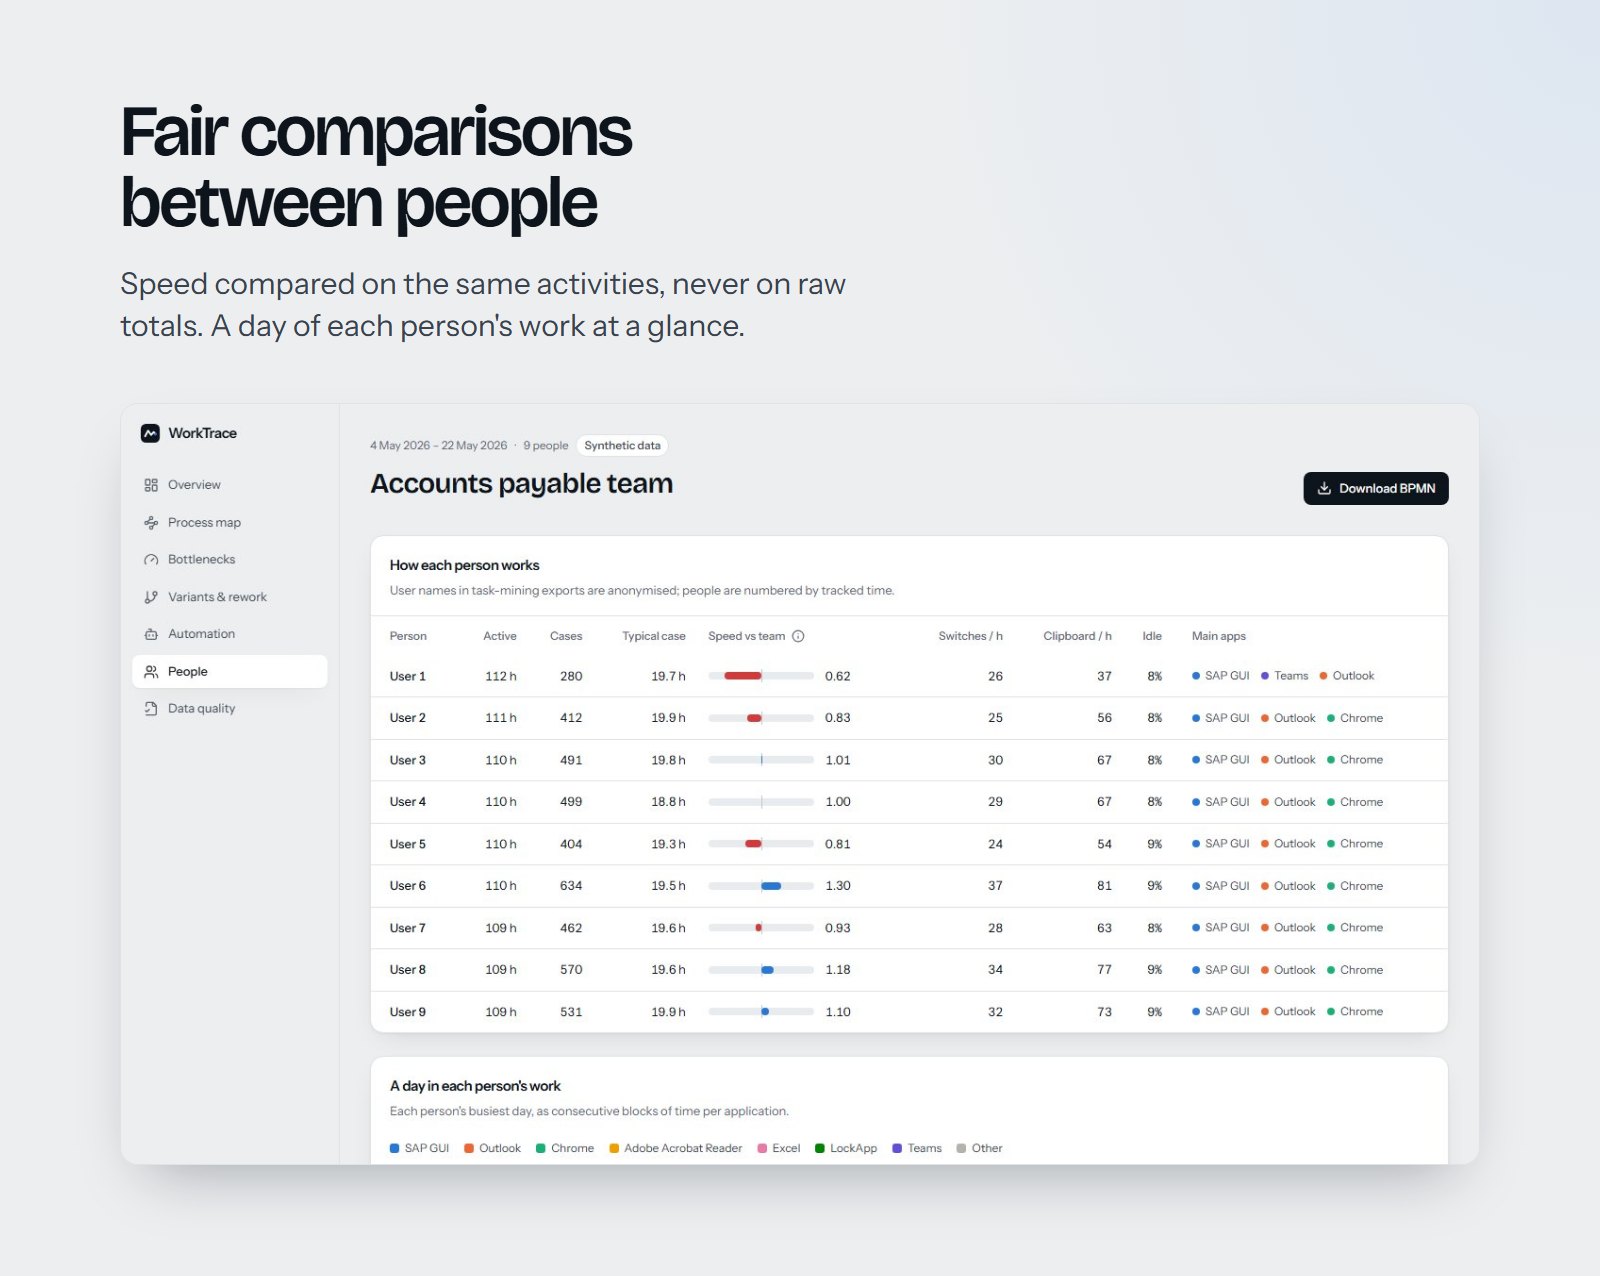 Fair comparisons
between people
Speed compared on the same activities, never on raw
totals. A day of each person's work at a glance.
WorkTrace
Overview
Process map
Bottlenecks
Variants & rework
Automation
People
Data quality
4 May 2026 – 22 May 2026 · 9 people Synthetic data
Accounts payable team
Download BPMN
How each person works
User names in task-mining exports are anonymised; people are numbered by tracked time.
Person Active Cases Typical case Speed vs team Switches / h Clipboard / h Idle Main apps
User 1 112 h 280 19.7 h 0.62 26 37 8% SAP GUI Teams Outlook
User 2 111 h 412 19.9 h 0.83 25 56 8% SAP GUI Outlook Chrome
User 3 110 h 491 19.8 h 1.01 30 67 8% SAP GUI Outlook Chrome
User 4 110 h 499 18.8 h 1.00 29 67 8% SAP GUI Outlook Chrome
User 5 110 h 404 19.3 h 0.81 24 54 9% SAP GUI Outlook Chrome
User 6 110 h 634 19.5 h 1.30 37 81 9% SAP GUI Outlook Chrome
User 7 109 h 462 19.6 h 0.93 28 63 8% SAP GUI Outlook Chrome
User 8 109 h 570 19.6 h 1.18 34 77 9% SAP GUI Outlook Chrome
User 9 109 h 531 19.9 h 1.10 32 73 9% SAP GUI Outlook Chrome
A day in each person's work
Each person's busiest day, as consecutive blocks of time per application.
SAP GUI Outlook Chrome Adobe Acrobat Reader Excel LockApp Teams Other